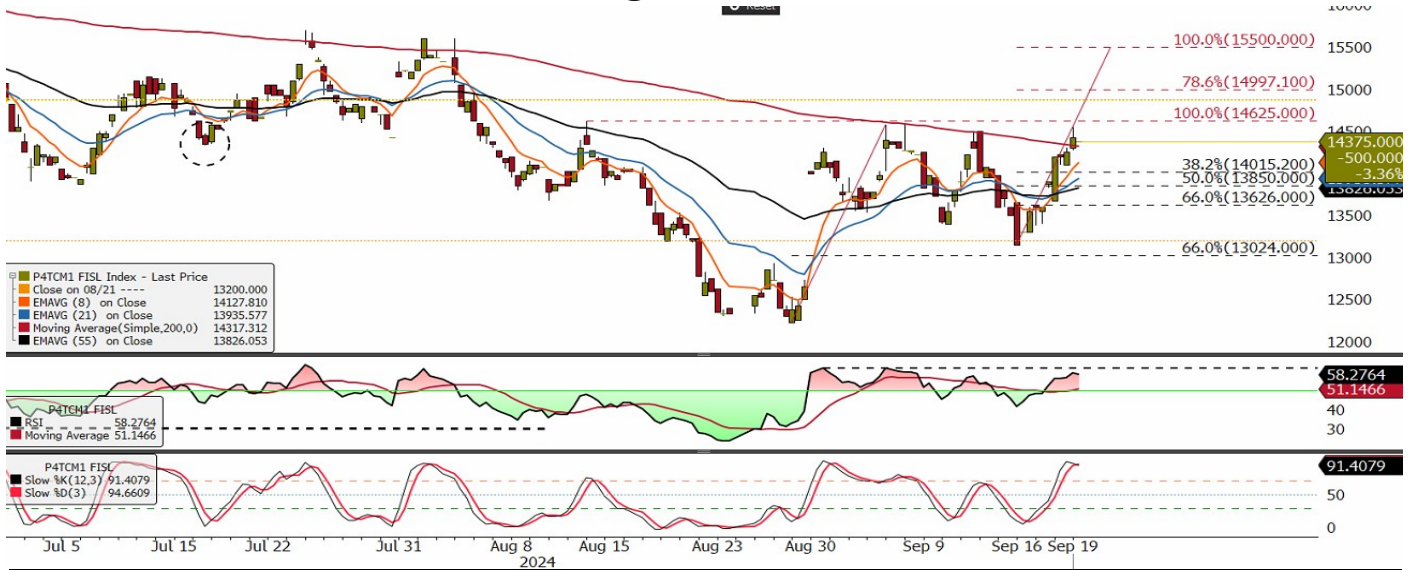 Reset
16000
100.0%(15500.000)
15500
78.6%(14997.100)
15000
100.0%(14625.000)
14500
14375.000
-500.000
-3.36%
38.2%(14015.200)
50.0%(13850.000)
13826.053
66.0%(13626.000)
13500
66.0%(13024.000)
13000
12500
12000
P4TCM1 FISL Index - Last Price
Close on 08/21 ---- 13200.000
EMAVG (8) on Close 14127.810
EMAVG (21) on Close 13935.577
Moving Average(Simple,200,0) 14317.312
EMAVG (55) on Close 13826.053
58.2764
51.1466
40
30
P4TCM1 FISL
RSI 58.2764
Moving Average 51.1466
P4TCM1 FISL
Slow %K(12,3) 91.4079
Slow %D(3) 94.6609
91.4079
50
0
Jul 5 Jul 15 Jul 22 Jul 31 Aug 8 Aug 15 Aug 23 Aug 30 Sep 9 Sep 16 Sep 19
2024